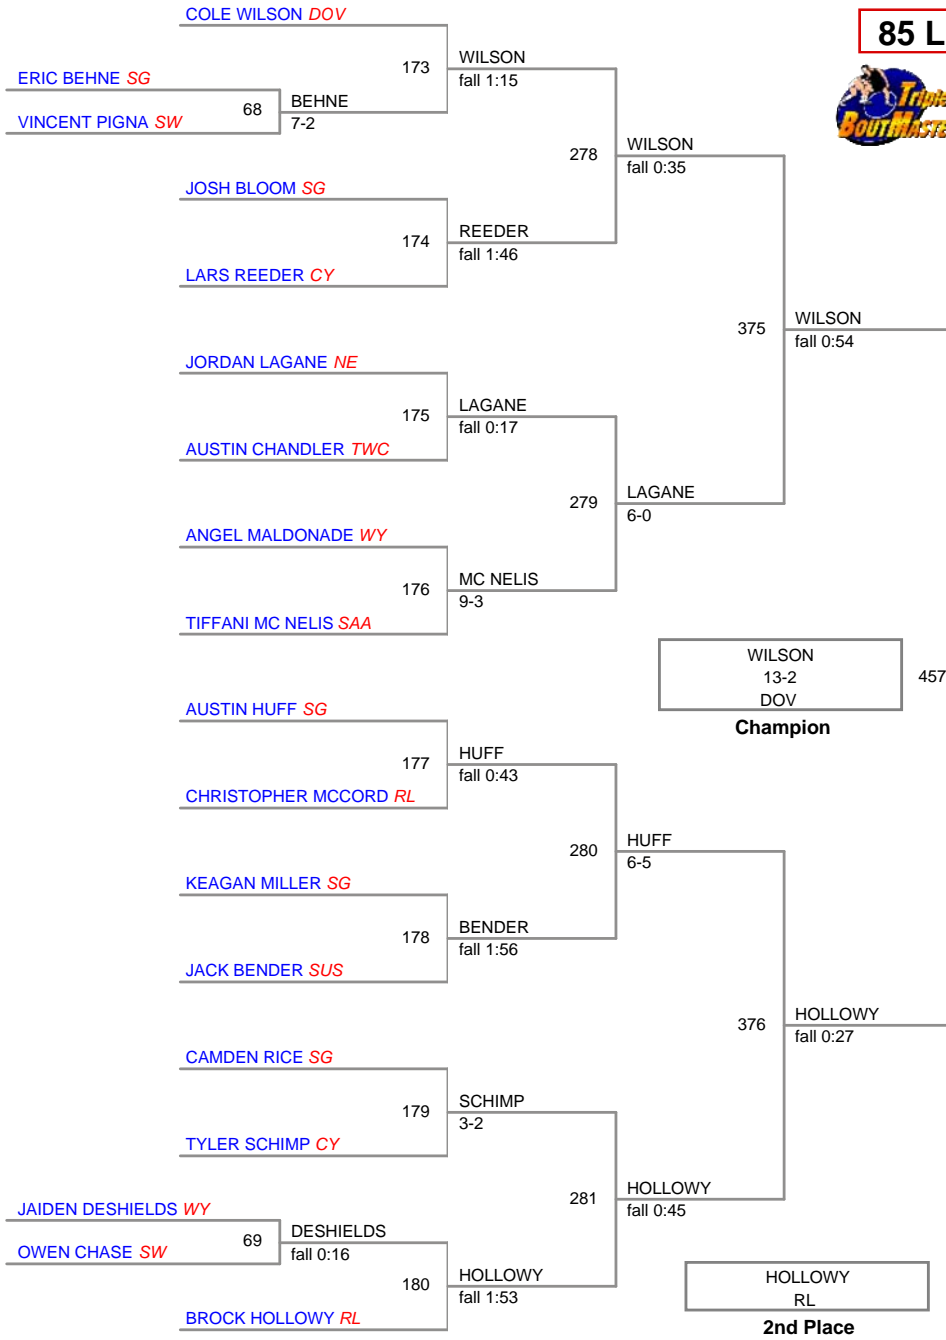 COLE WILSON DOV
85 L
173
WILSON
fall 1:15
ERIC BEHNE SG
68
BEHNE
7-2
VINCENT PIGNA SW
Triple
BOUTMASTE
278
WILSON
fall 0:35
JOSH BLOOM SG
174
REEDER
fall 1:46
LARS REEDER CY
375
WILSON
fall 0:54
JORDAN LAGANE NE
175
LAGANE
fall 0:17
AUSTIN CHANDLER TWC
279
LAGANE
6-0
ANGEL MALDONADE WY
176
MC NELIS
9-3
TIFFANI MC NELIS SAA
WILSON
13-2
DOV
457
Champion
AUSTIN HUFF SG
177
HUFF
fall 0:43
CHRISTOPHER MCCORD RL
280
HUFF
6-5
KEAGAN MILLER SG
178
BENDER
fall 1:56
JACK BENDER SUS
376
HOLLOWY
fall 0:27
CAMDEN RICE SG
179
SCHIMP
3-2
TYLER SCHIMP CY
281
HOLLOWY
fall 0:45
JAIDEN DESHIELDS WY
69
DESHIELDS
fall 0:16
OWEN CHASE SW
180
HOLLOWY
fall 1:53
BROCK HOLLOWY RL
HOLLOWY
RL
2nd Place